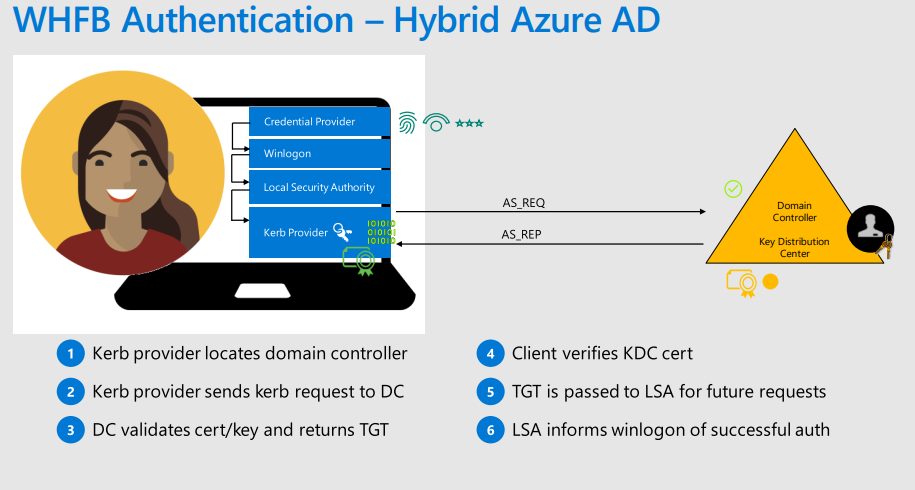 WHFB Authentication – Hybrid Azure AD
Credential Provider
Winlogon
Local Security Authority
Kerb Provider
101010
010101
101010
AS_REQ
AS_REP
Domain
Controller
Key Distribution
Center
1 Kerb provider locates domain controller
2 Kerb provider sends kerb request to DC
3 DC validates cert/key and returns TGT
4 Client verifies KDC cert
5 TGT is passed to LSA for future requests
6 LSA informs winlogon of successful auth